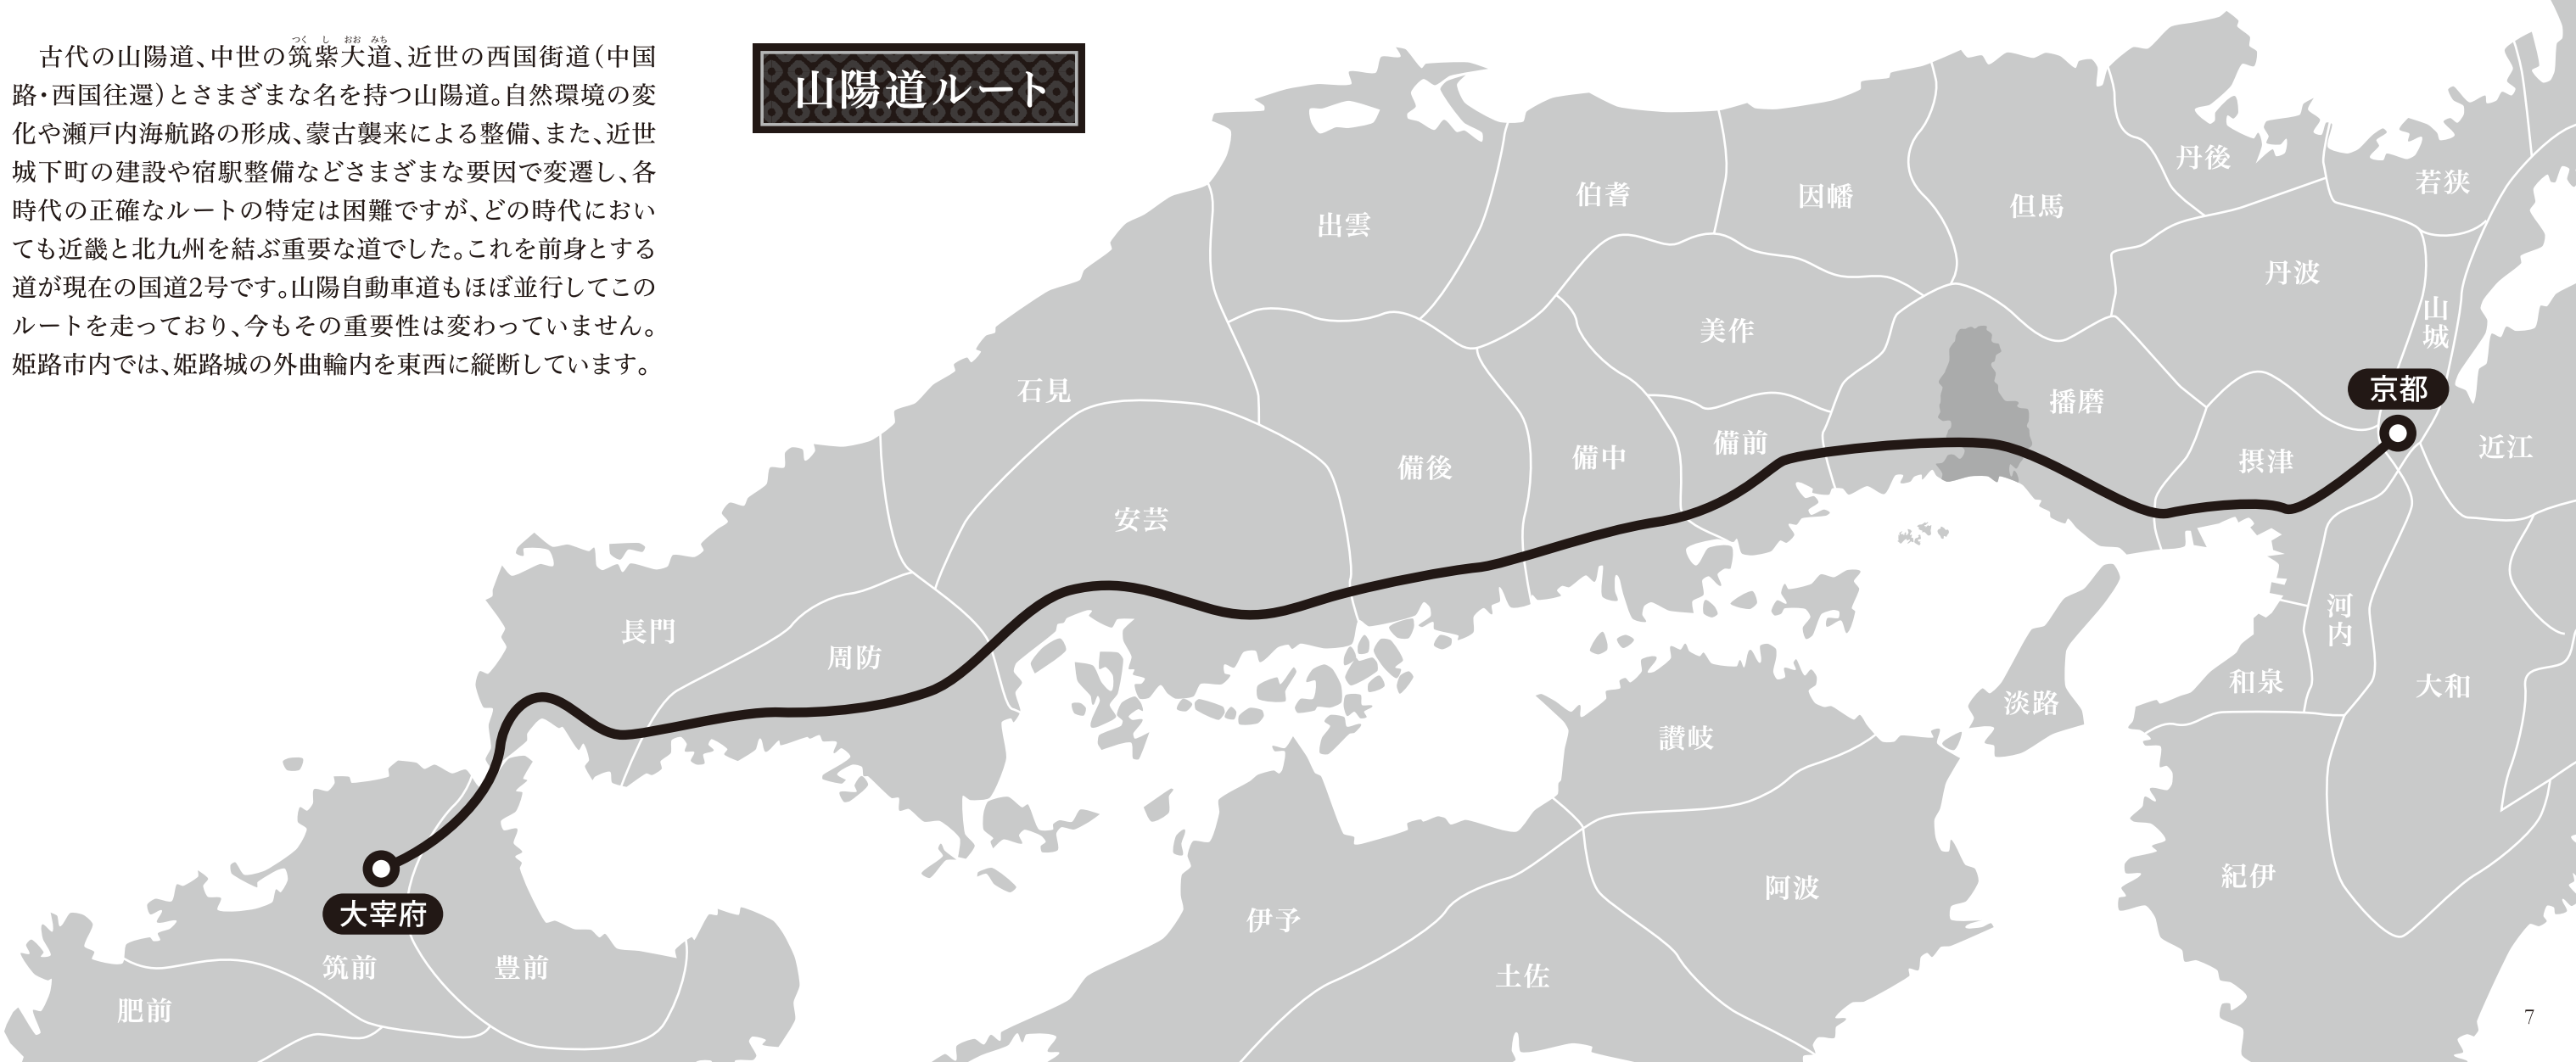 古代の山陽道、中世の筑紫大道、近世の西国街道（中国
つく し おお みち
路・西国往還）とさまざまな名を持つ山陽道。自然環境の変
化や瀬戸内海航路の形成、蒙古襲来による整備、また、近世
城下町の建設や宿駅整備などさまざまな要因で変遷し、各
時代の正確なルートの特定は困難ですが、どの時代におい
ても近畿と北九州を結ぶ重要な道でした。これを前身とする
道が現在の国道2号です。山陽自動車道もほぼ並行してこの
ルートを走っており、今もその重要性は変わっていません。
姫路市内では、姫路城の外曲輪内を東西に縦断しています。
山陽道ルート
出雲
伯耆
因幡
但馬
丹後
若狭
丹波
山城
石見
美作
播磨
京都
備後
備中
備前
摂津
近江
安芸
長門
周防
河内
和泉
大和
淡路
讃岐
大宰府
紀伊
阿波
伊予
土佐
筑前
豊前
肥前
7